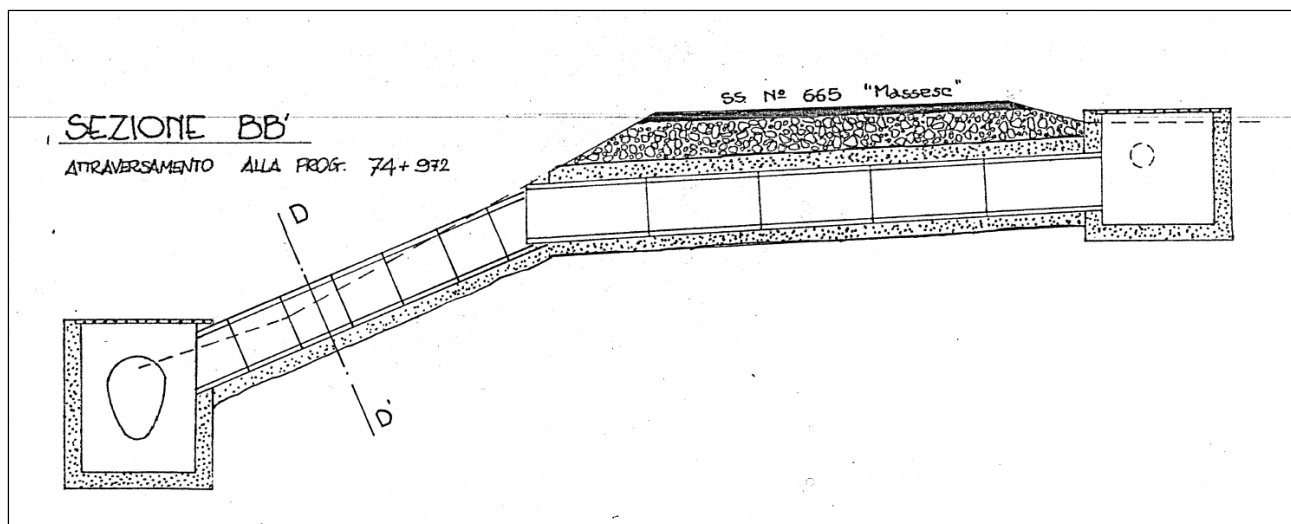 SS. Nº 665 "Massese"
SEZIONE BB'
ATTRAVERSAMENTO ALLA PROG. 74+972
D
D'